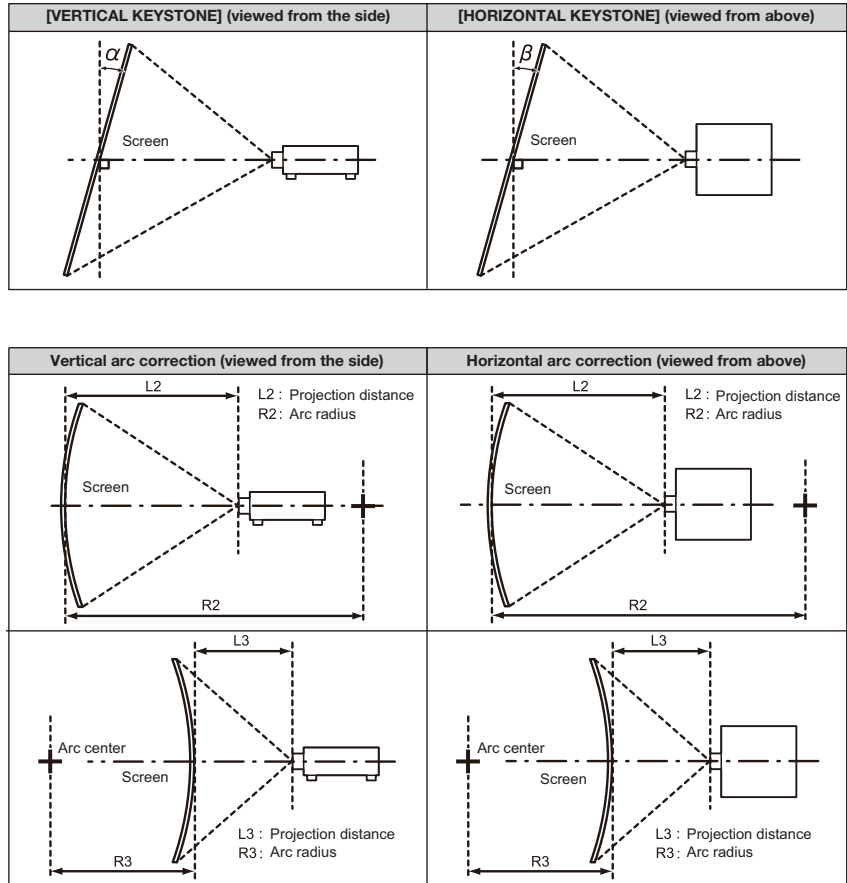 [VERTICAL KEYSTONE] (viewed from the side)
[HORIZONTAL KEYSTONE] (viewed from above)
α
Screen
β
Screen
Vertical arc correction (viewed from the side)
Horizontal arc correction (viewed from above)
L2
L2 : Projection distance
R2 : Arc radius
Screen
R2
L2
L2 : Projection distance
R2 : Arc radius
Screen
R2
L3
Arc center
Screen
L3 : Projection distance
R3 : Arc radius
R3
L3
Arc center
Screen
L3 : Projection distance
R3 : Arc radius
R3